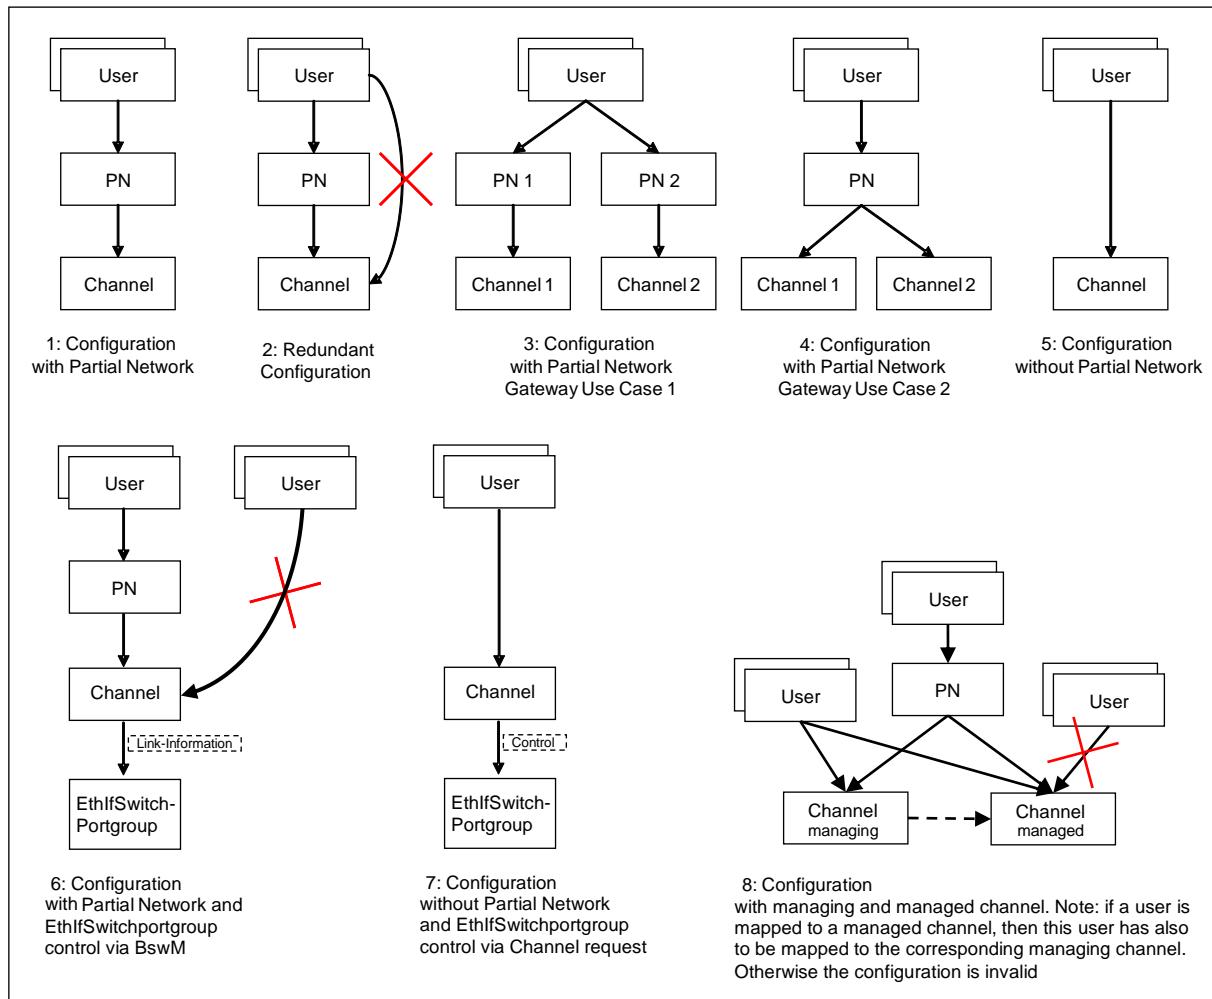 User
PN
Channel
1: Configuration
with Partial Network
User
PN
Channel
2: Redundant
Configuration
User
PN 1
PN 2
Channel 1
Channel 2
3: Configuration
with Partial Network
Gateway Use Case 1
User
PN
Channel 1
Channel 2
4: Configuration
with Partial Network
Gateway Use Case 2
User
Channel
5: Configuration
without Partial Network
User
User
PN
Channel
Link-Information
EthIfSwitch-
Portgroup
6: Configuration
with Partial Network and
EthIfSwitchportgroup
control via BswM
User
Channel
Control
EthIfSwitch-
Portgroup
7: Configuration
without Partial Network
and EthIfSwitchportgroup
control via Channel request
User
User
PN
User
Channel
managing
Channel
managed
8: Configuration
with managing and managed channel. Note: if a user is
mapped to a managed channel, then this user has also
to be mapped to the corresponding managing channel.
Otherwise the configuration is invalid